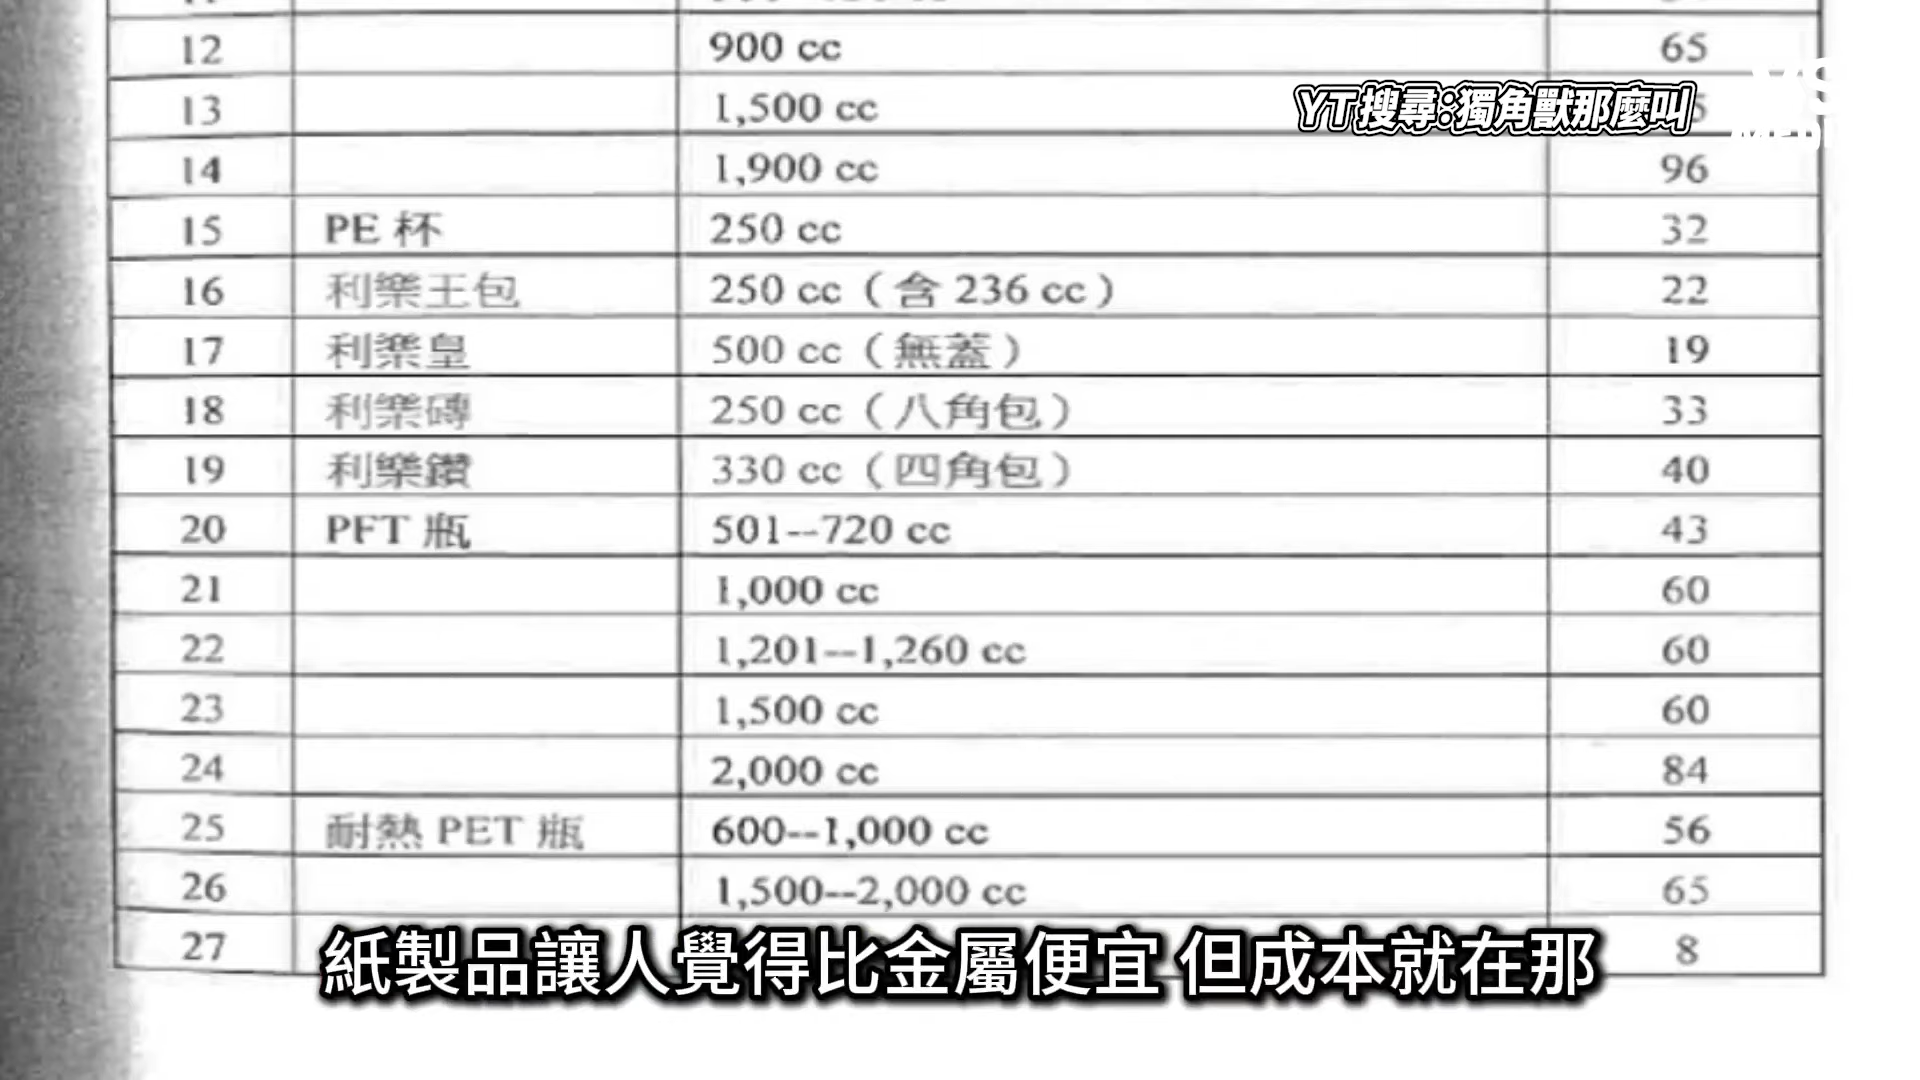 12 900 cc 65
YT搜尋:獨角獸那麼叫
13 1,500 cc
14 1,900 cc 96
15 PE 杯 250 cc 32
16 利樂王包 250 cc（含 236 cc） 22
17 利樂皇 500 cc（無蓋） 19
18 利樂磚 250 cc（八角包） 33
19 利樂鑽 330 cc（四角包） 40
20 PET 瓶 501--720 cc 43
21 1,000 cc 60
22 1,201--1,260 cc 60
23 1,500 cc 60
24 2,000 cc 84
25 耐熱 PET 瓶 600--1,000 cc 56
26 1,500--2,000 cc 65
27 8
紙製品讓人覺得比金屬便宜 但成本就在那